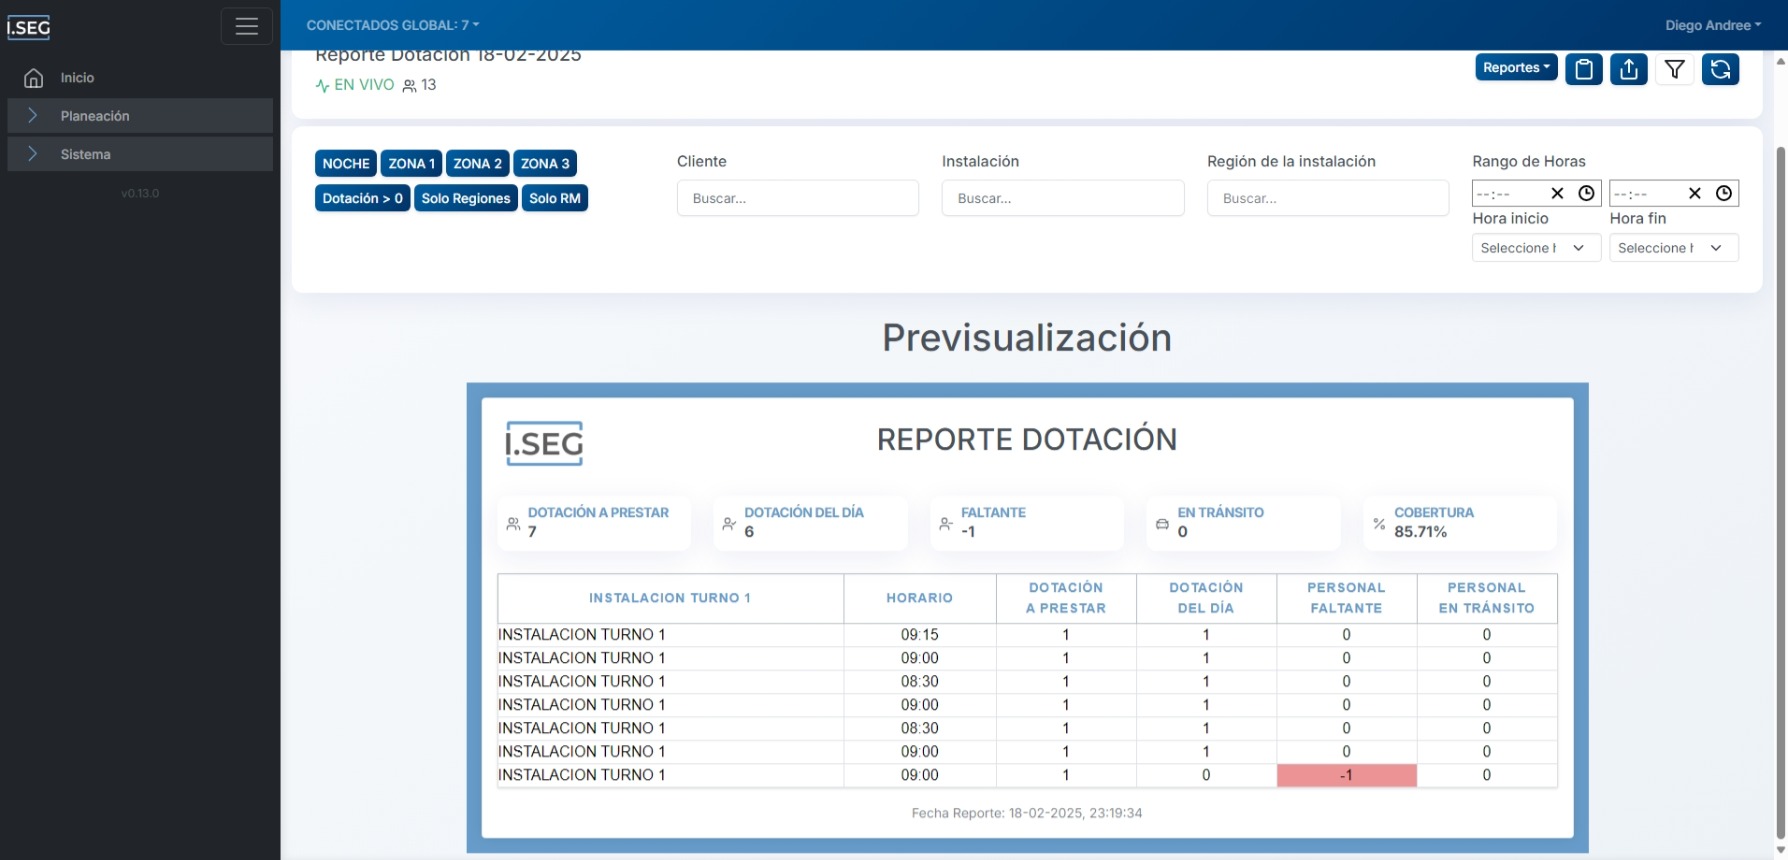 I.SEG
CONECTADOS GLOBAL: 7
Diego Andree
Inicio
Planeación
Sistema
v0.13.0
Reporte Dotación 18-02-2025
EN VIVO 13
Reportes
NOCHE ZONA 1 ZONA 2 ZONA 3
Dotación > 0 Solo Regiones Solo RM
Cliente
Buscar...
Instalación
Buscar...
Región de la instalación
Buscar...
Rango de Horas
--:-- --:--
Hora inicio Hora fin
Seleccione Seleccione
Previsualización
I.SEG
REPORTE DOTACIÓN
DOTACIÓN A PRESTAR
7
DOTACIÓN DEL DÍA
6
FALTANTE
-1
EN TRÁNSITO
0
COBERTURA
85.71%
INSTALACION TURNO 1 HORARIO DOTACIÓN A PRESTAR DOTACIÓN DEL DÍA PERSONAL FALTANTE PERSONAL EN TRÁNSITO
INSTALACION TURNO 1 09:15 1 1 0 0
INSTALACION TURNO 1 09:00 1 1 0 0
INSTALACION TURNO 1 08:30 1 1 0 0
INSTALACION TURNO 1 09:00 1 1 0 0
INSTALACION TURNO 1 08:30 1 1 0 0
INSTALACION TURNO 1 09:00 1 1 0 0
INSTALACION TURNO 1 09:00 1 0 -1 0
Fecha Reporte: 18-02-2025, 23:19:34